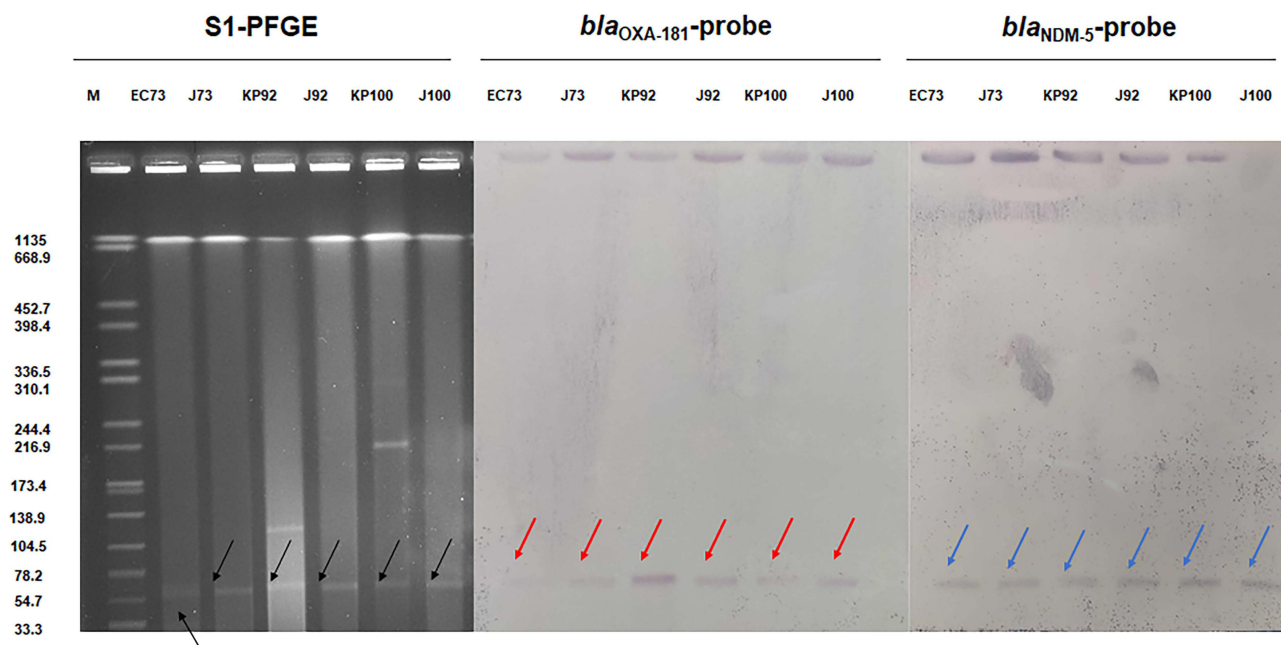 S1-PFGE
blaOXA-181-probe
blaNDM-5-probe
M EC73 J73 KP92 J92 KP100 J100
EC73 J73 KP92 J92 KP100 J100
EC73 J73 KP92 J92 KP100 J100
1135
668.9
452.7
398.4
336.5
310.1
244.4
216.9
173.4
138.9
104.5
78.2
54.7
33.3